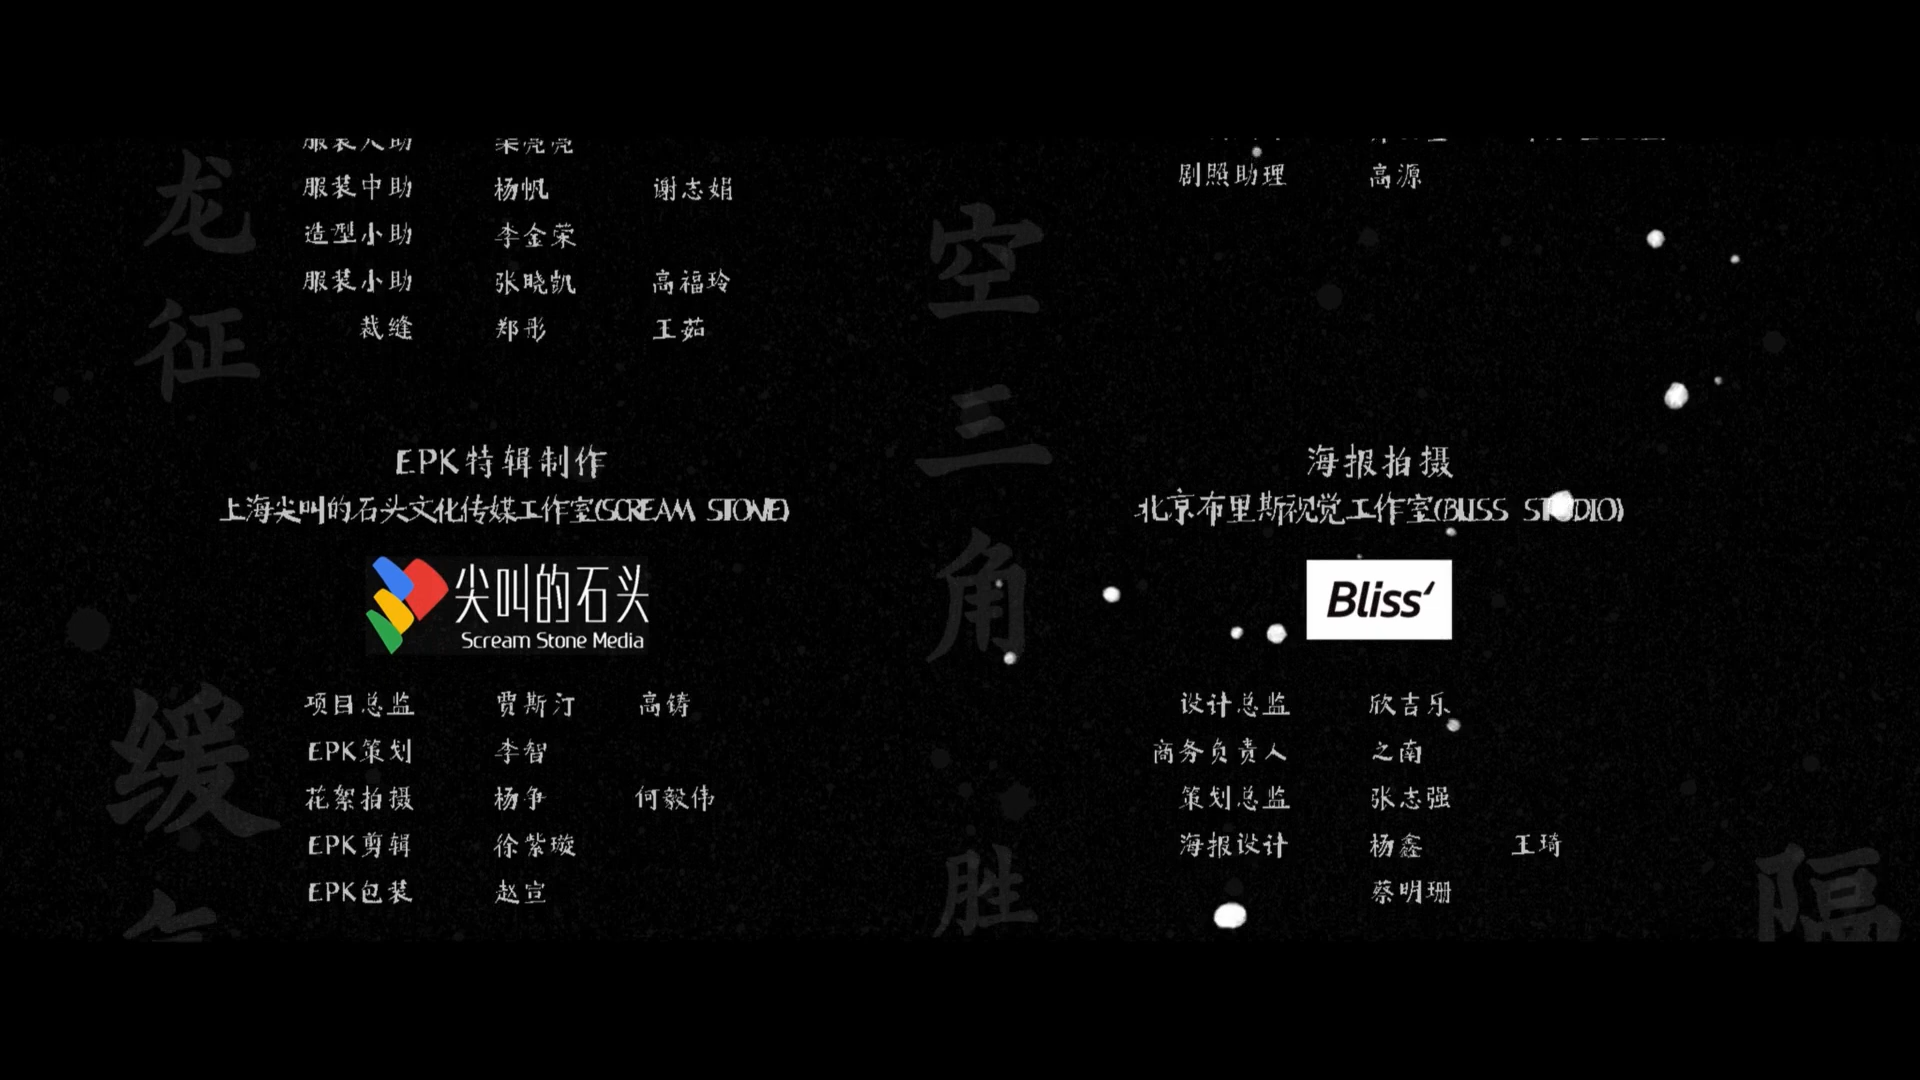 服装大助 梁亮亮
服装中助 杨帆 谢志娟
造型小助 李金荣
服装小助 张晓凯 高福玲
裁缝 郑彤 王茹
剧照助理 高源
EPK特辑制作
上海尖叫的石头文化传媒工作室(SCREAM STONE)
尖叫的石头
Scream Stone Media
项目总监 贾斯汀 高铸
EPK策划 李智
花絮拍摄 杨争 何毅伟
EPK剪辑 徐紫璇
EPK包装 赵宣
海报拍摄
北京布里斯视觉工作室(BLISS STUDIO)
Bliss'
设计总监 欣吉乐
商务负责人 之南
策划总监 张志强
海报设计 杨鑫 王琦
蔡明珊
龙
征
缓
空
三
角
胜
隔